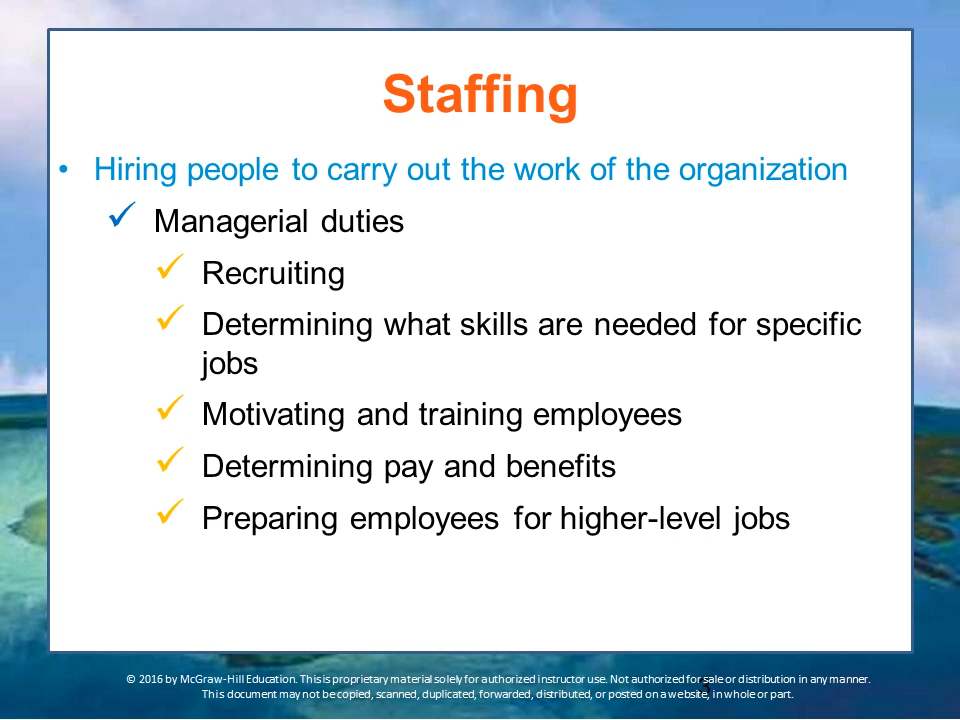 Staffing
• Hiring people to carry out the work of the organization
✓ Managerial duties
✓ Recruiting
✓ Determining what skills are needed for specific
jobs
✓ Motivating and training employees
✓ Determining pay and benefits
✓ Preparing employees for higher-level jobs
© 2016 by McGraw-Hill Education. This is proprietary material solely for authorized instructor use. Not authorized for sale or distribution in any manner.
This document may not be copied, scanned, duplicated, forwarded, distributed, or posted on a website, in whole or part.